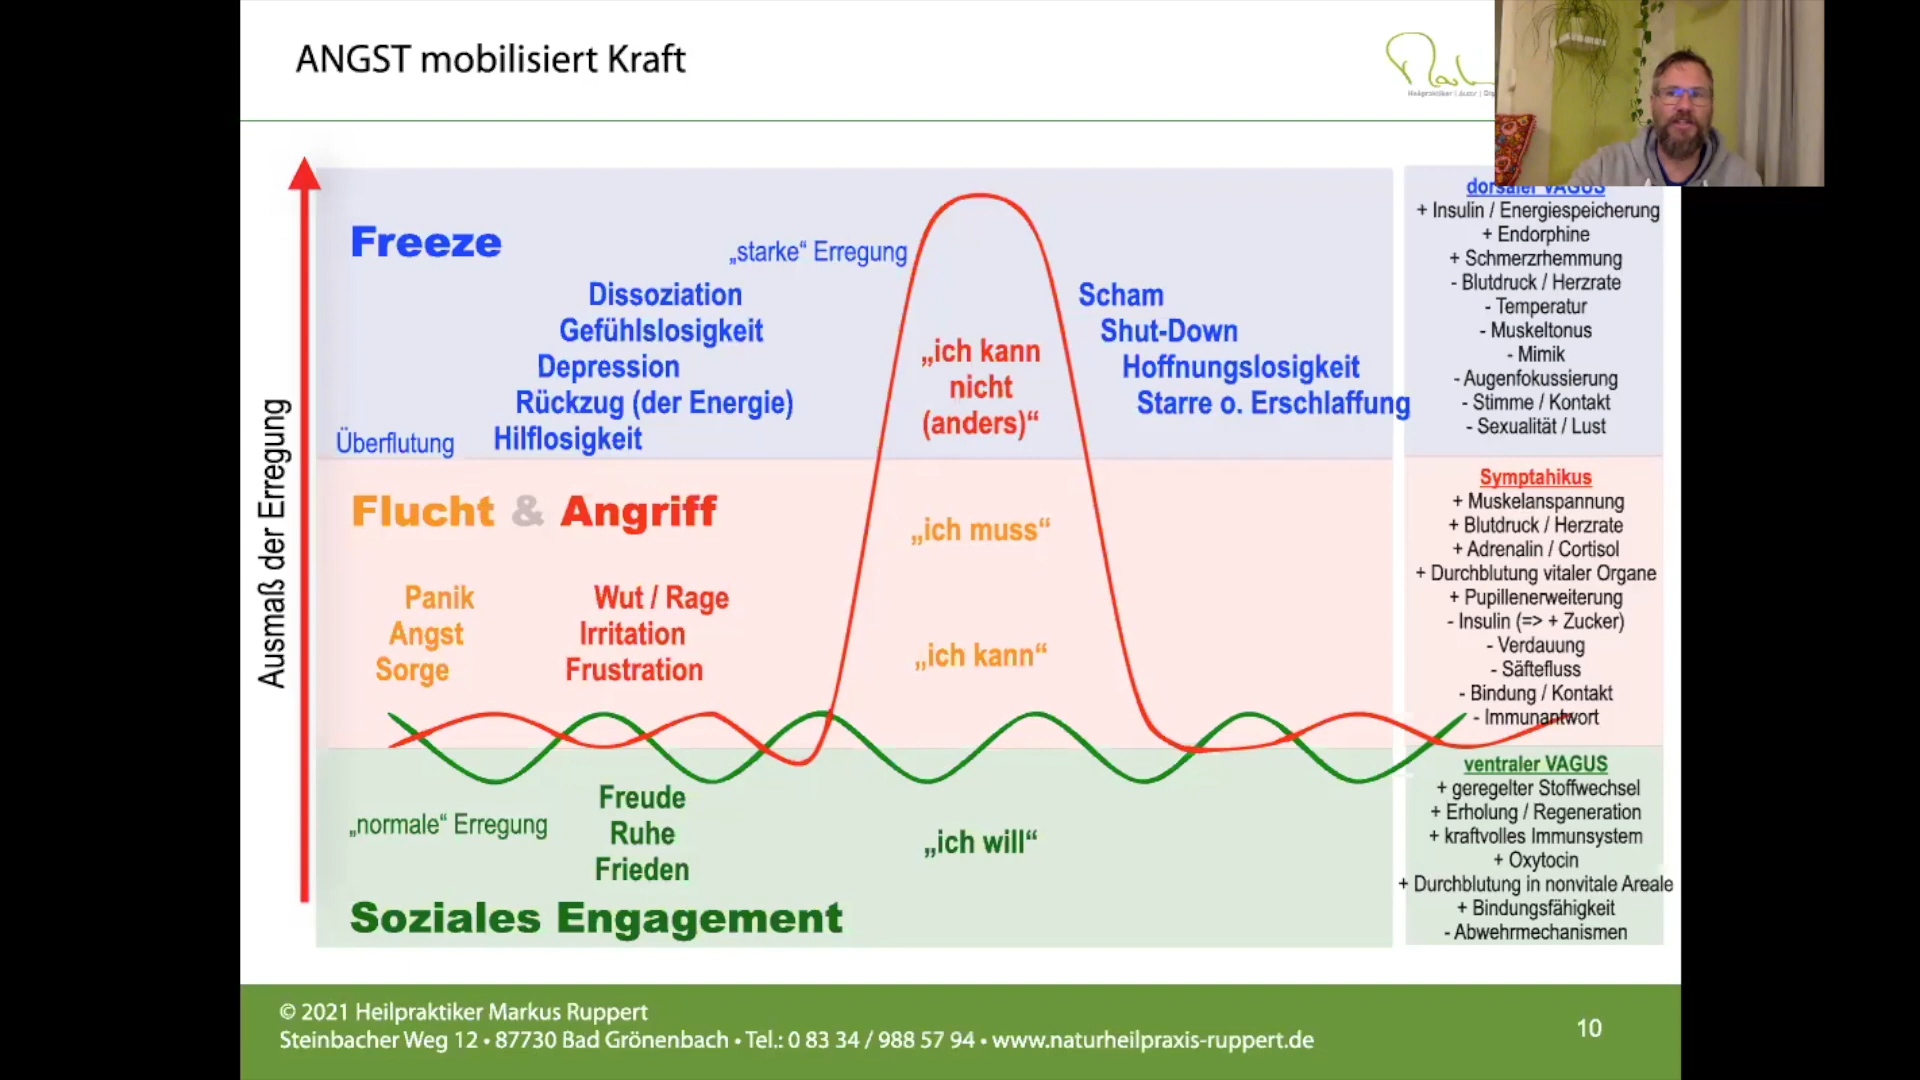 ANGST mobilisiert Kraft
Ausmaß der Erregung
Freeze
„starke“ Erregung
Dissoziation
Gefühlslosigkeit
Depression
Rückzug (der Energie)
Hilflosigkeit
Überflutung
„ich kann
nicht
(anders)“
Scham
Shut-Down
Hoffnungslosigkeit
Starre o. Erschlaffung
Flucht & Angriff
Panik
Angst
Sorge
Wut / Rage
Irritation
Frustration
„ich muss“
„ich kann“
„normale“ Erregung
Freude
Ruhe
Frieden
„ich will“
Soziales Engagement
dorsaler VAGUS
+ Insulin / Energiespeicherung
+ Endorphine
+ Schmerzrhemmung
- Blutdruck / Herzrate
- Temperatur
- Muskeltonus
- Mimik
- Augenfokussierung
- Stimme / Kontakt
- Sexualität / Lust
Symptahikus
+ Muskelanspannung
+ Blutdruck / Herzrate
+ Adrenalin / Cortisol
+ Durchblutung vitaler Organe
+ Pupillenerweiterung
- Insulin (=> + Zucker)
- Verdauung
- Säftefluss
- Bindung / Kontakt
- Immunantwort
ventraler VAGUS
+ geregelter Stoffwechsel
+ Erholung / Regeneration
+ kraftvolles Immunsystem
+ Oxytocin
+ Durchblutung in nonvitale Areale
+ Bindungsfähigkeit
- Abwehrmechanismen
© 2021 Heilpraktiker Markus Ruppert
Steinbacher Weg 12 • 87730 Bad Grönenbach • Tel.: 0 83 34 / 988 57 94 • www.naturheilpraxis-ruppert.de
10